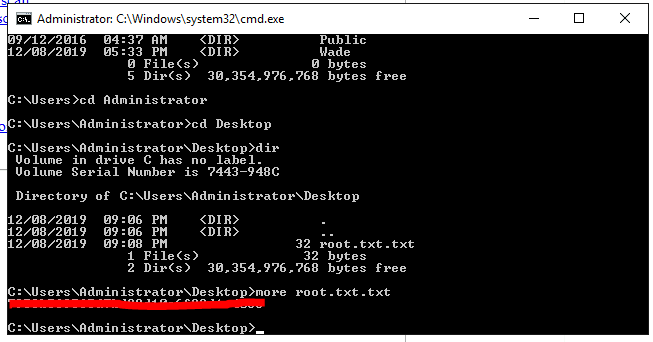 Administrator: C:\Windows\system32\cmd.exe
09/12/2016 04:37 AM <DIR> Public
12/08/2019 05:33 PM <DIR> Wade
0 File(s) 0 bytes
5 Dir(s) 30,354,976,768 bytes free
C:\Users>cd Administrator
C:\Users\Administrator>cd Desktop
C:\Users\Administrator\Desktop>dir
Volume in drive C has no label.
Volume Serial Number is 7443-948C
Directory of C:\Users\Administrator\Desktop
12/08/2019 09:06 PM <DIR> .
12/08/2019 09:06 PM <DIR> ..
12/08/2019 09:08 PM 32 root.txt.txt
1 File(s) 32 bytes
2 Dir(s) 30,354,976,768 bytes free
C:\Users\Administrator\Desktop>more root.txt.txt
C:\Users\Administrator\Desktop>_